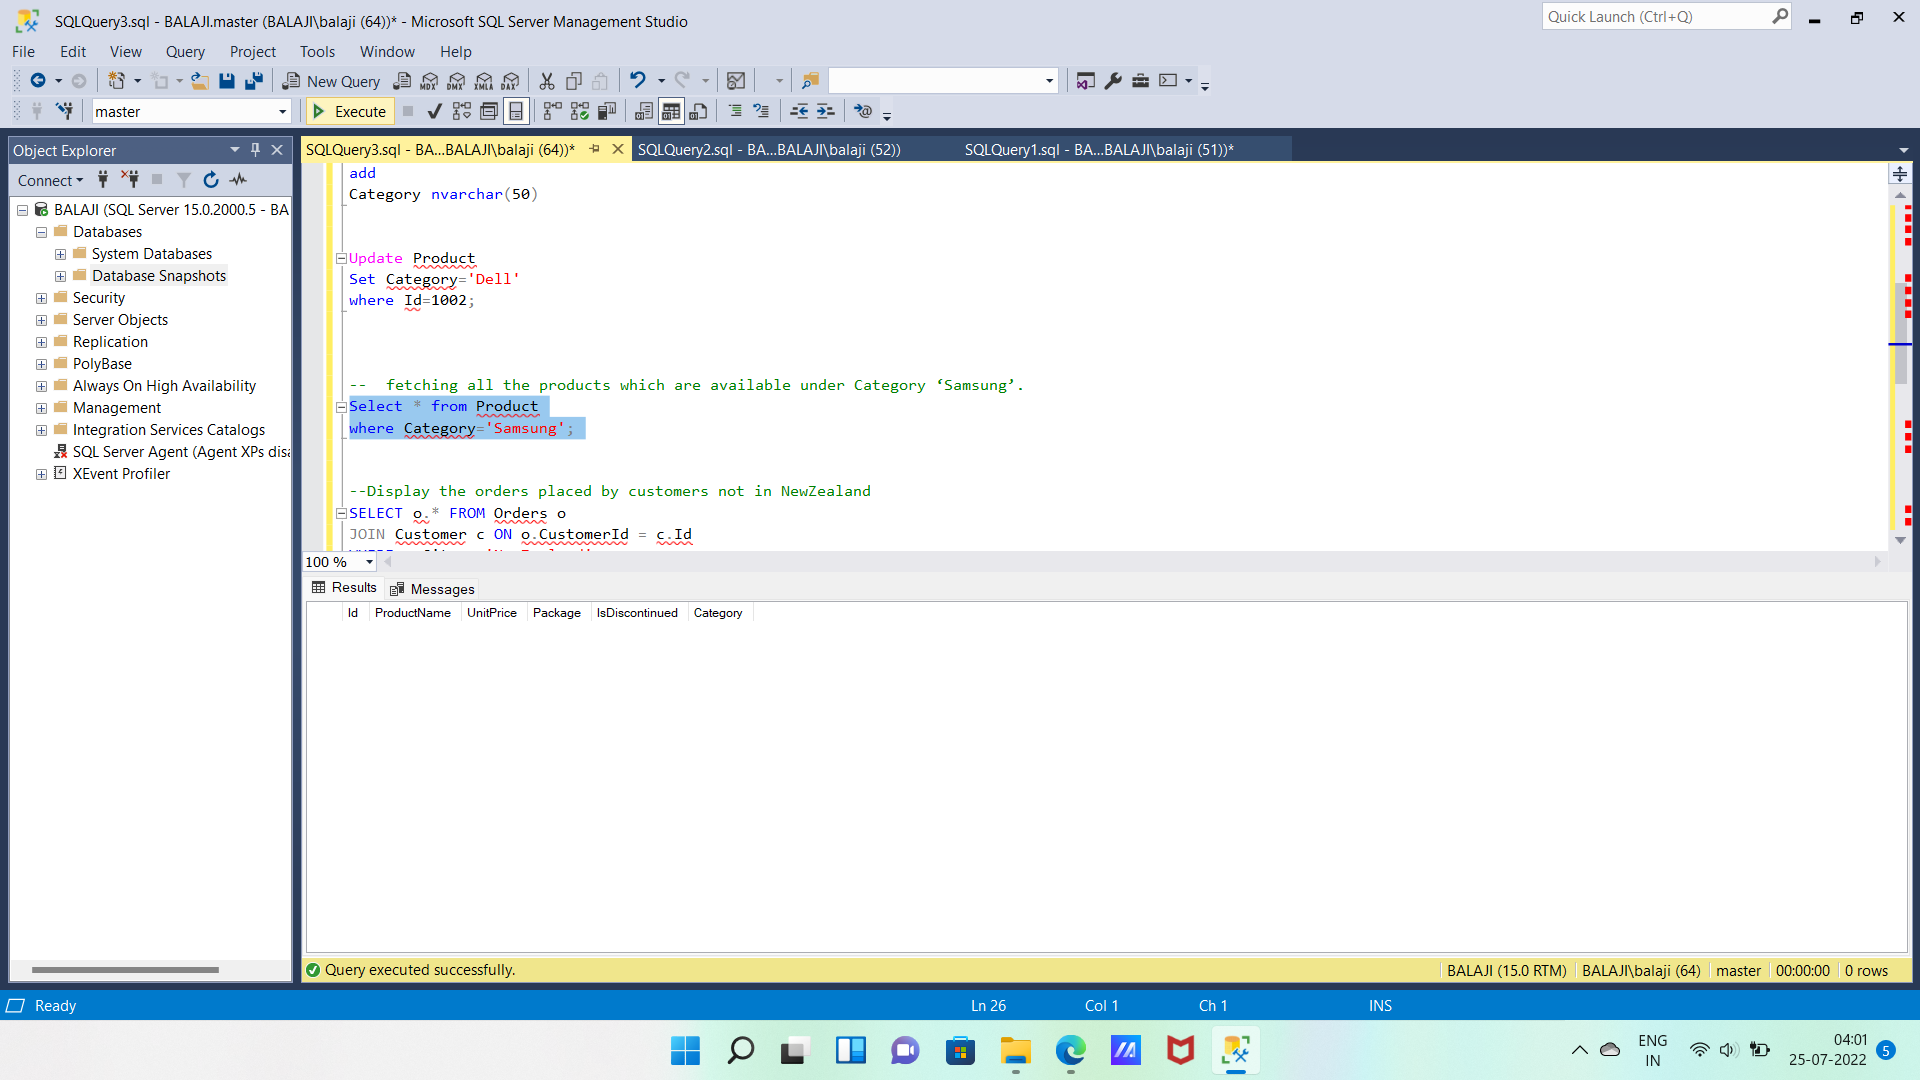 SQLQuery3.sql - BALAJI.master (BALAJI\balaji (64))* - Microsoft SQL Server Management Studio
Quick Launch (Ctrl+Q)
File Edit View Query Project Tools Window Help
New Query MDX DMX XMLA DAX
master Execute
Object Explorer
SQLQuery3.sql - BA...BALAJI\balaji (64))* SQLQuery2.sql - BA...BALAJI\balaji (52)) SQLQuery1.sql - BA...BALAJI\balaji (51))*
Connect
BALAJI (SQL Server 15.0.2000.5 - BA
Databases
System Databases
Database Snapshots
Security
Server Objects
Replication
PolyBase
Always On High Availability
Management
Integration Services Catalogs
SQL Server Agent (Agent XPs disa
XEvent Profiler
add
Category nvarchar(50)
Update Product
Set Category='Dell'
where Id=1002;
--  fetching all the products which are available under Category ‘Samsung’.
Select * from Product
where Category='Samsung';
--Display the orders placed by customers not in NewZealand
SELECT o.* FROM Orders o
JOIN Customer c ON o.CustomerId = c.Id
100 %
Results Messages
Id ProductName UnitPrice Package IsDiscontinued Category
Query executed successfully.
BALAJI (15.0 RTM) BALAJI\balaji (64) master 00:00:00 0 rows
Ready Ln 26 Col 1 Ch 1 INS
ENG
IN
04:01
25-07-2022
5